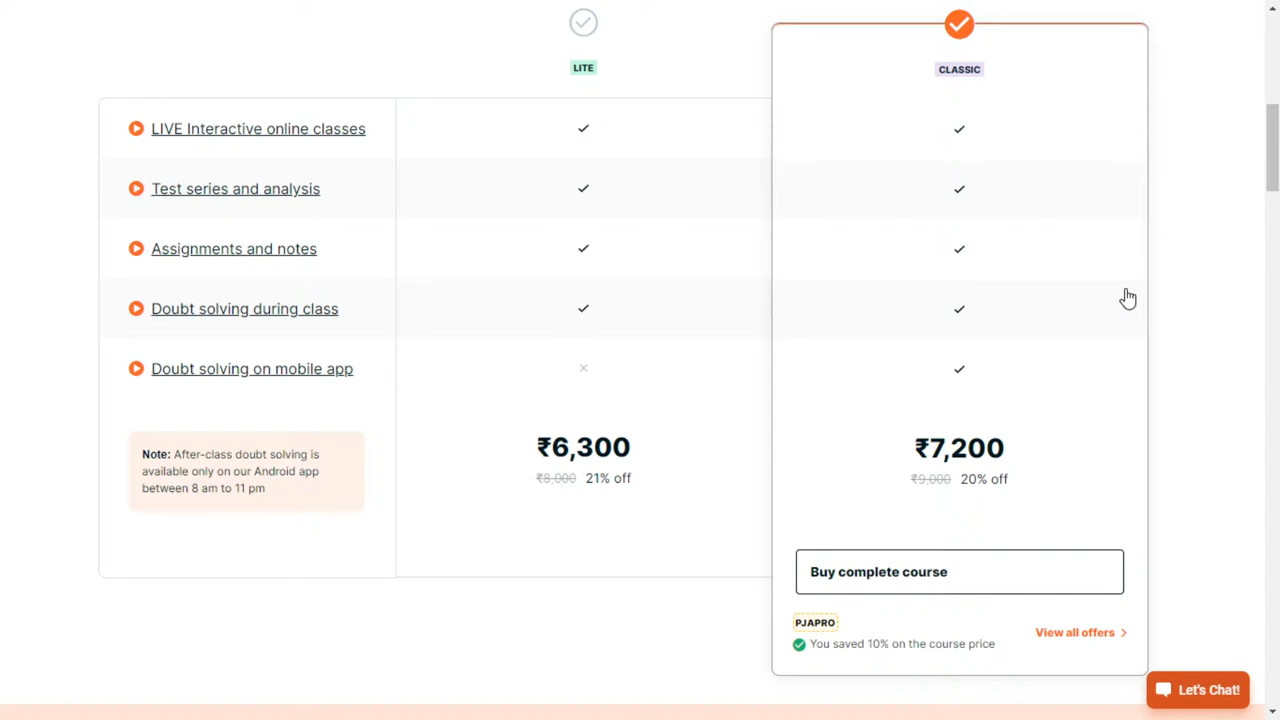 LITE
CLASSIC
LIVE Interactive online classes
Test series and analysis
Assignments and notes
Doubt solving during class
Doubt solving on mobile app
Note: After-class doubt solving is
available only on our Android app
between 8 am to 11 pm
₹6,300
₹8,000 21% off
₹7,200
₹9,000 20% off
Buy complete course
PJAPRO
You saved 10% on the course price
View all offers
Let's Chat!